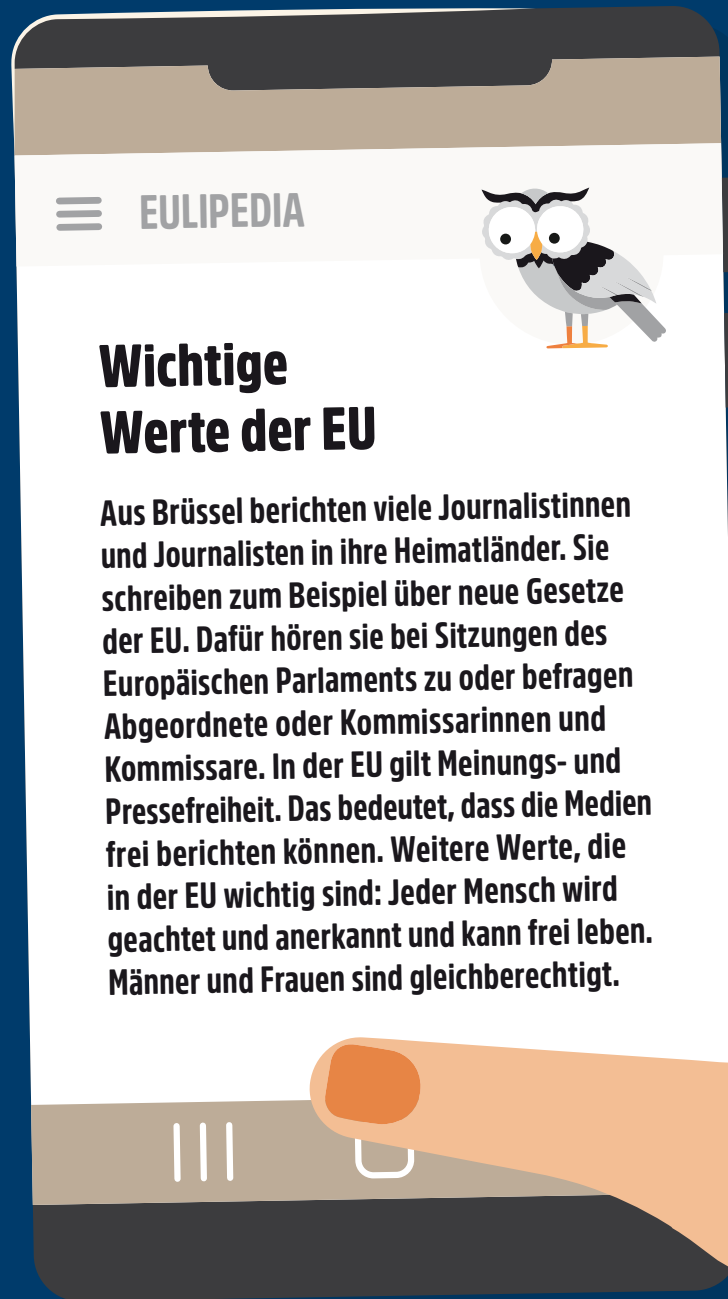 EULIPEDIA
Wichtige
Werte der EU
Aus Brüssel berichten viele Journalistinnen
und Journalisten in ihre Heimatländer. Sie
schreiben zum Beispiel über neue Gesetze
der EU. Dafür hören sie bei Sitzungen des
Europäischen Parlaments zu oder befragen
Abgeordnete oder Kommissarinnen und
Kommissare. In der EU gilt Meinungs- und
Pressefreiheit. Das bedeutet, dass die Medien
frei berichten können. Weitere Werte, die
in der EU wichtig sind: Jeder Mensch wird
geachtet und anerkannt und kann frei leben.
Männer und Frauen sind gleichberechtigt.